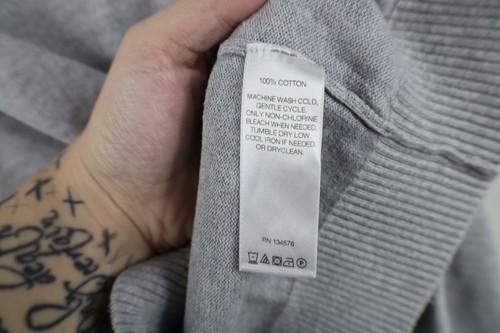 100% COTTON
MACHINE WASH COLD,
GENTLE CYCLE.
ONLY NON-CHLORINE
BLEACH WHEN NEEDED.
TUMBLE DRY LOW.
COOL IRON IF NEEDED.
OR DRYCLEAN.
PN 134576